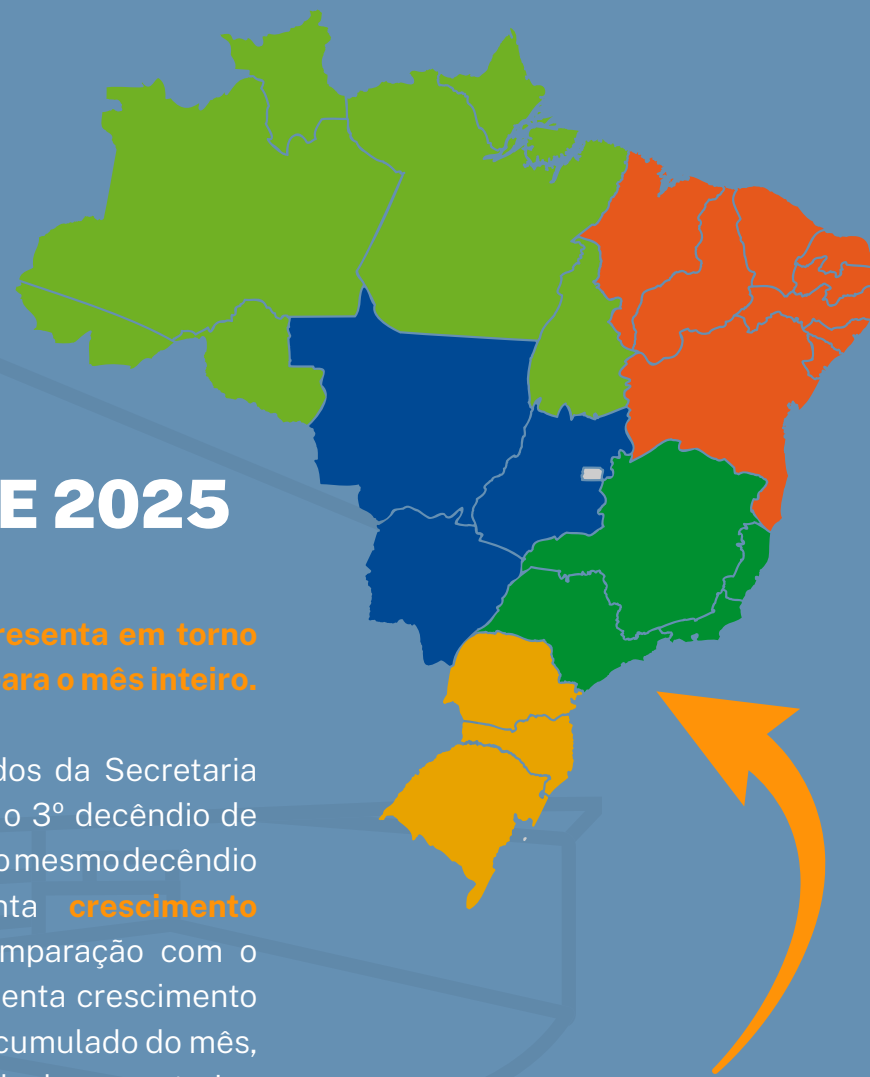 E 2025
resenta em torno
ara o mês inteiro.
dos da Secretaria
o 3º decêndio de
o mesmo decêndio
nta crescimento
mparação com o
enta crescimento
cumulado do mês,